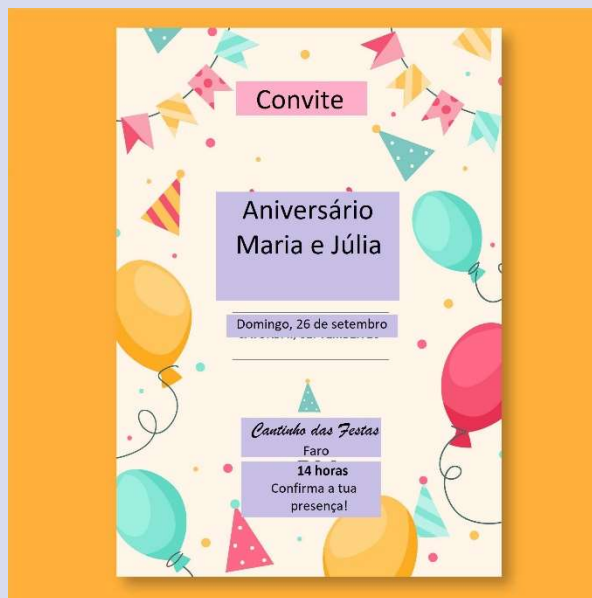 Convite
Aniversário
Maria e Júlia
Domingo, 26 de setembro
Cantinho das Festas
Faro
14 horas
Confirma a tua
presença!